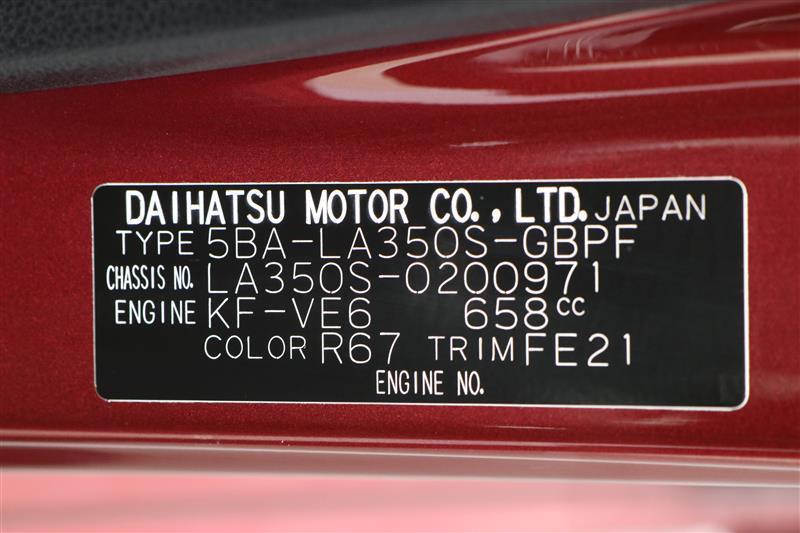 DAIHATSU MOTOR CO., LTD. JAPAN
TYPE 5BA-LA350S-GBPF
CHASSIS NO. LA350S-0200971
ENGINE KF-VE6 658cc
COLOR R67 TRIM FE21
ENGINE NO.